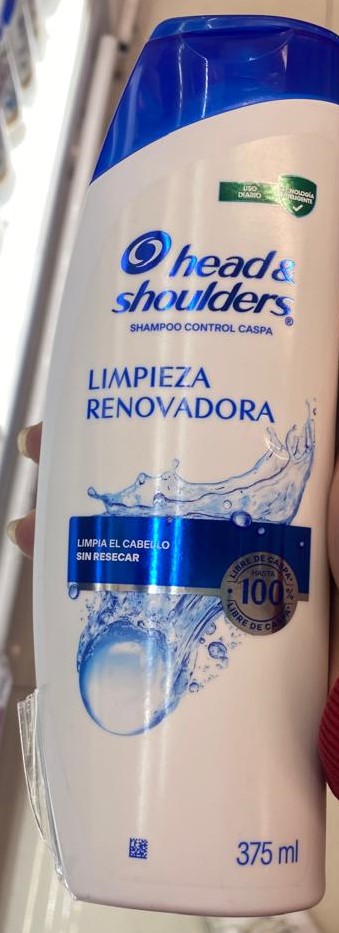 USO
DIARIO
TECNOLOGÍA
INTELIGENTE
head &
shoulders®
SHAMPOO CONTROL CASPA
LIMPIEZA
RENOVADORA
LIMPIA EL CABELLO
SIN RESECAR
LIBRE DE CASPA*
HASTA
100%
LIBRE DE CASPA*
375 ml